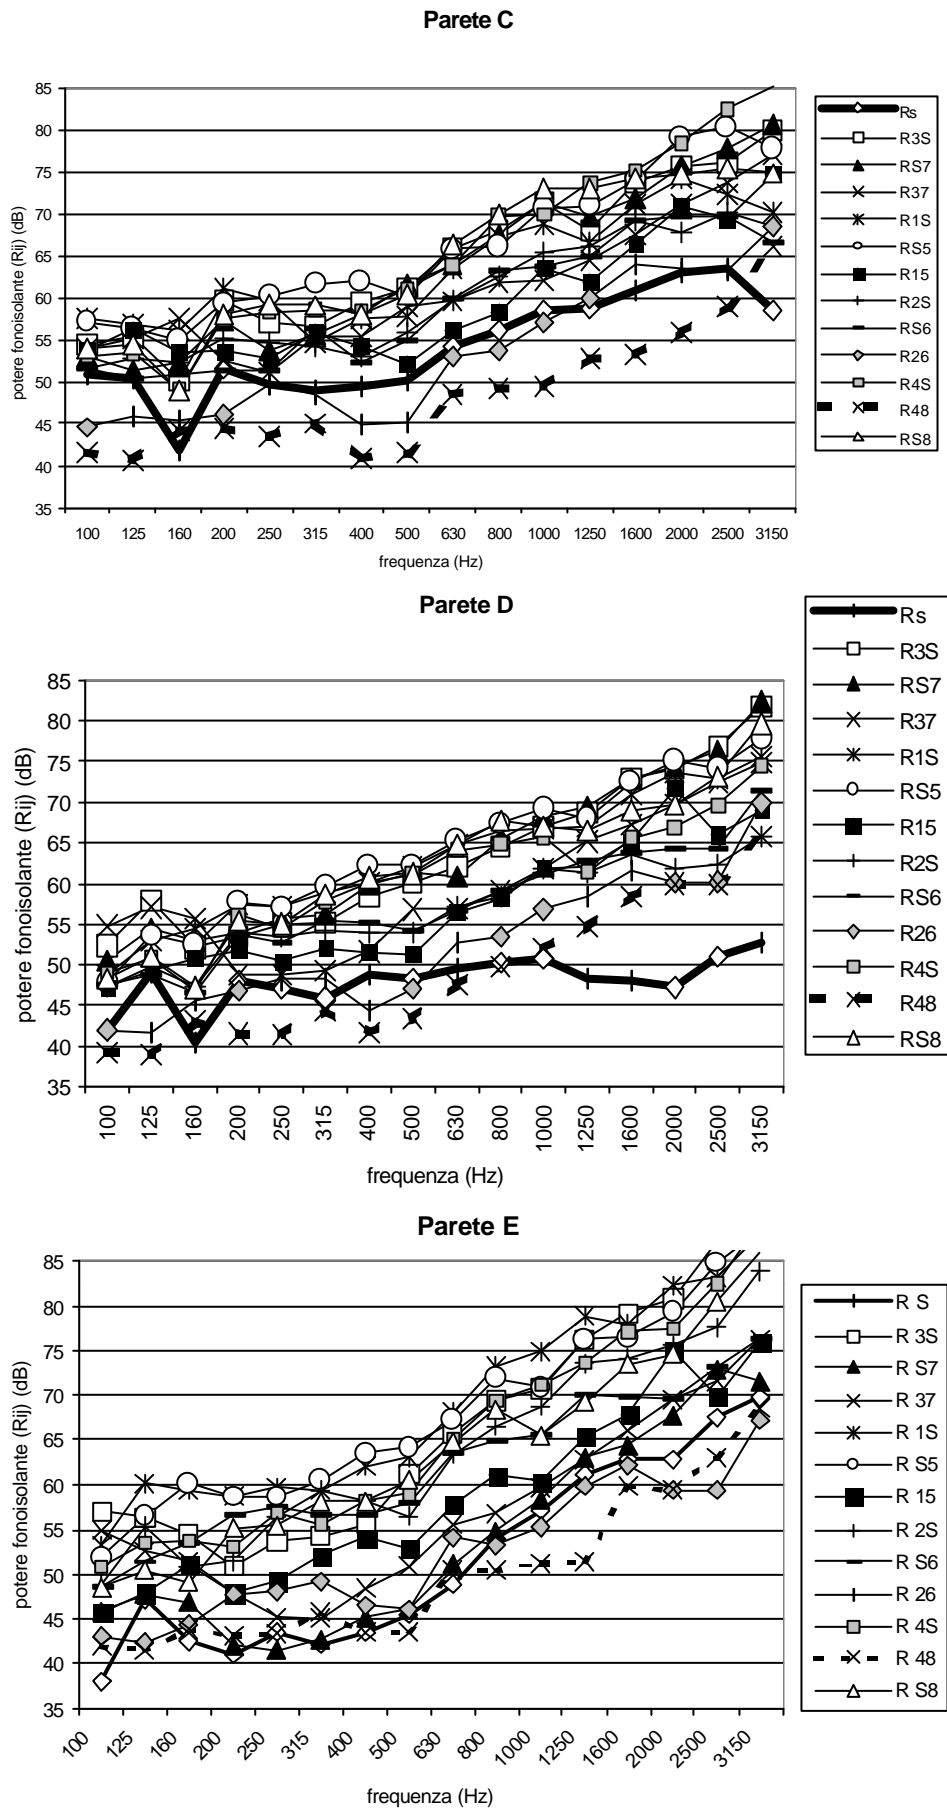 Parete C
potere fonoisolante (Rij) (dB)
85
80
75
70
65
60
55
50
45
40
35
100 125 160 200 250 315 400 500 630 800 1000 1250 1600 2000 2500 3150
frequenza (Hz)
Rs
R3S
RS7
R37
R1S
RS5
R15
R2S
RS6
R26
R4S
R48
RS8
Parete D
potere fonoisolante (Rij) (dB)
85
80
75
70
65
60
55
50
45
40
35
100 125 160 200 250 315 400 500 630 800 1000 1250 1600 2000 2500 3150
frequenza (Hz)
Rs
R3S
RS7
R37
R1S
RS5
R15
R2S
RS6
R26
R4S
R48
RS8
Parete E
potere fonoisolante (Rij) (dB)
85
80
75
70
65
60
55
50
45
40
35
100 125 160 200 250 315 400 500 630 800 1000 1250 1600 2000 2500 3150
frequenza (Hz)
R S
R 3S
R S7
R 37
R 1S
R S5
R 15
R 2S
R S6
R 26
R 4S
R 48
R S8